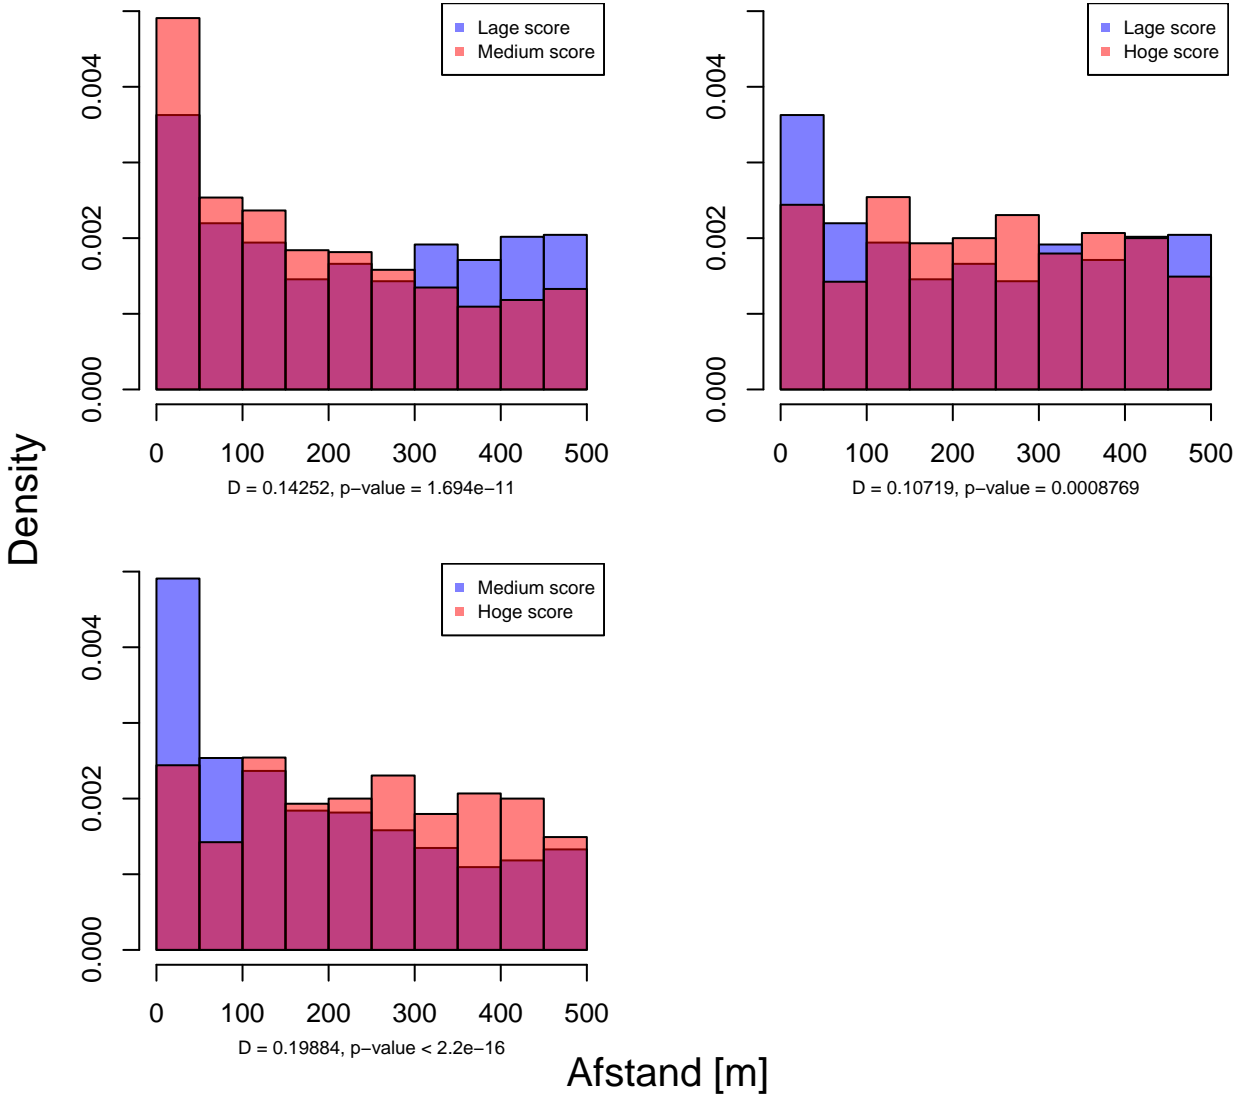 Lage score
Medium score
0.000
0.002
0.004
0 100 200 300 400 500
D = 0.14252, p−value = 1.694e−11
Lage score
Hoge score
0.000
0.002
0.004
0 100 200 300 400 500
D = 0.10719, p−value = 0.0008769
Density
Medium score
Hoge score
0.000
0.002
0.004
0 100 200 300 400 500
D = 0.19884, p−value < 2.2e−16
Afstand [m]